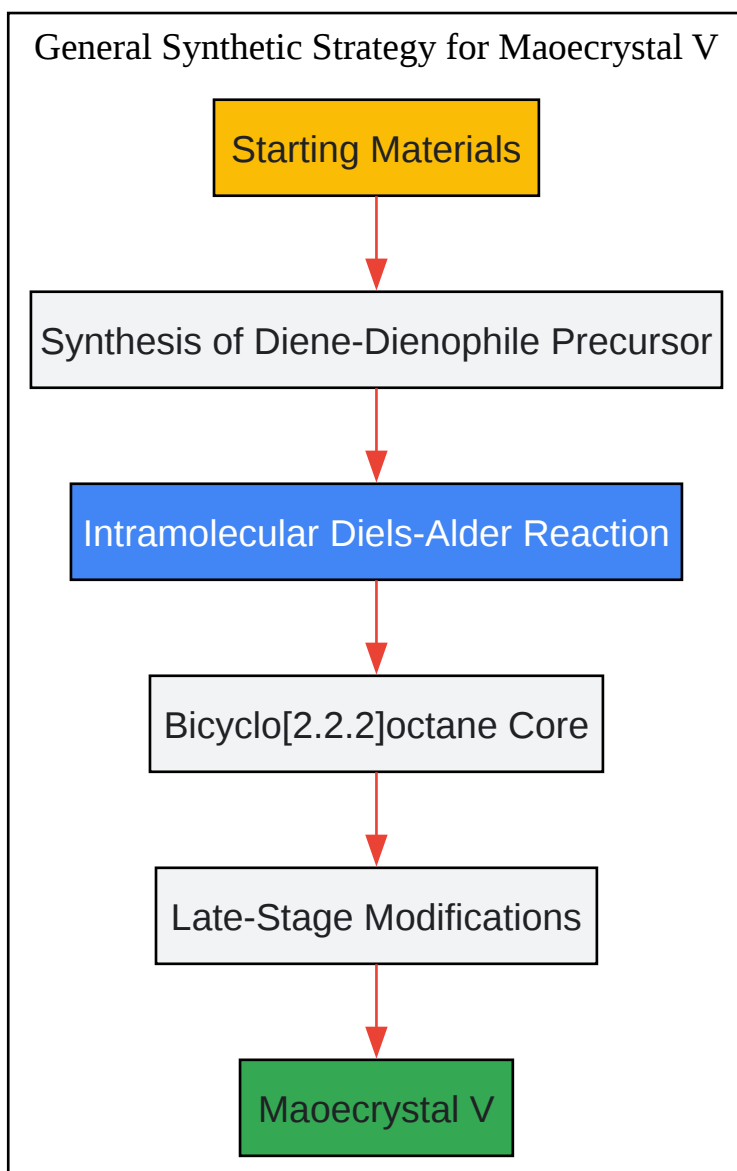 General Synthetic Strategy for Maoecrystal V
Starting Materials
Synthesis of Diene-Dienophile Precursor
Intramolecular Diels-Alder Reaction
Bicyclo[2.2.2]octane Core
Late-Stage Modifications
Maoecrystal V